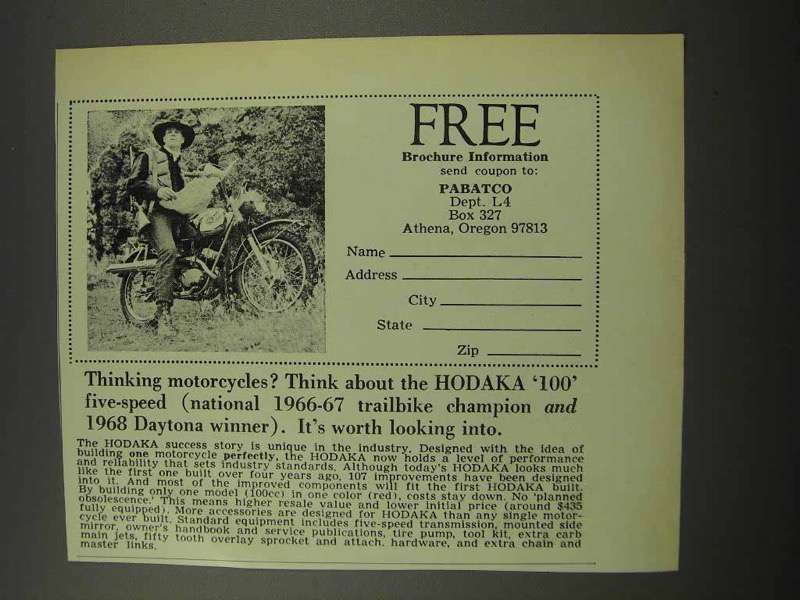 FREE
Brochure Information
send coupon to:
PABATCO
Dept. L4
Box 327
Athena, Oregon 97813
Name
Address
City
State
Zip
Thinking motorcycles? Think about the HODAKA ‘100’
five-speed (national 1966-67 trailbike champion and
1968 Daytona winner). It's worth looking into.
The HODAKA success story is unique in the industry. Designed with the idea of
building one motorcycle perfectly, the HODAKA now holds a level of performance
and reliability that sets industry standards. Although today's HODAKA looks much
like the first one built over four years ago, 107 improvements have been designed
into it. And most of the improved components will fit the first HODAKA built.
By building only one model (100cc) in one color (red), costs stay down. No ‘planned
obsolescence.’ This means higher resale value and lower initial price (around $435
fully equipped). More accessories are designed for HODAKA than any single motor-
cycle ever built. Standard equipment includes five-speed transmission, mounted side
mirror, owner's handbook and service publications, tire pump, tool kit, extra carb
main jets, fifty tooth overlay sprocket and attach. hardware, and extra chain and
master links.